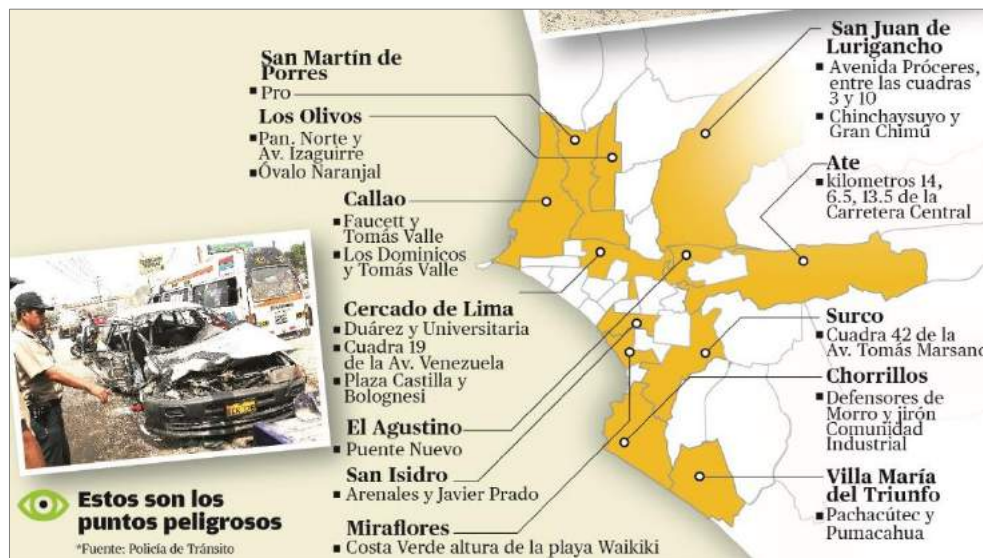 San Martín de
Porres
▪ Pro
Los Olivos
▪ Pan. Norte y
Av. Izaguirre
▪ Óvalo Naranjal
Callao
▪ Faucett y
Tomás Valle
▪ Los Dominicos
y Tomás Valle
Cercado de Lima
▪ Duárez y Universitaria
▪ Cuadra 19
de la Av. Venezuela
▪ Plaza Castilla y
Bolognesi
El Agustino
▪ Puente Nuevo
San Isidro
▪ Arenales y Javier Prado
Miraflores
▪ Costa Verde altura de la playa Waikiki
San Juan de
Lurigancho
▪ Avenida Próceres,
entre las cuadras
3 y 10
▪ Chinchaysuyo y
Gran Chimú
Ate
▪ kilometros 14,
6.5, 13.5 de la
Carretera Central
Surco
▪ Cuadra 42 de la
Av. Tomás Marsano
Chorrillos
▪ Defensores de
Morro y jirón
Comunidad
Industrial
Villa María
del Triunfo
▪ Pachacútec y
Pumacahua
Estos son los
puntos peligrosos
*Fuente: Policía de Tránsito